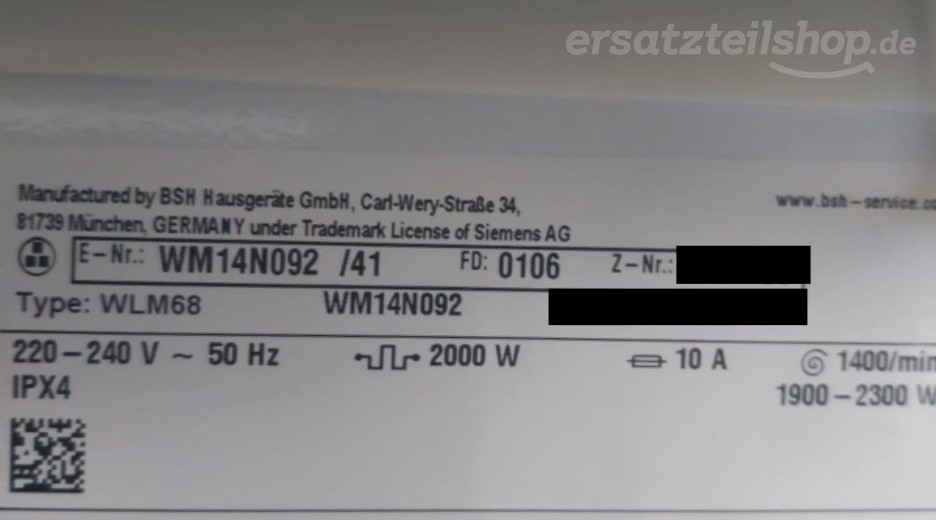 ersatzteilshop.de
Manufactured by BSH Hausgeräte GmbH, Carl-Wery-Straße 34,
www.bsh-service.co
81739 München, GERMANY under Trademark License of Siemens AG
E-Nr.: WM14N092 /41 FD: 0106 Z-Nr.:
Type: WLM68 WM14N092
220-240 V ~ 50 Hz 2000 W 10 A 1400/min
IPX4 1900-2300 W